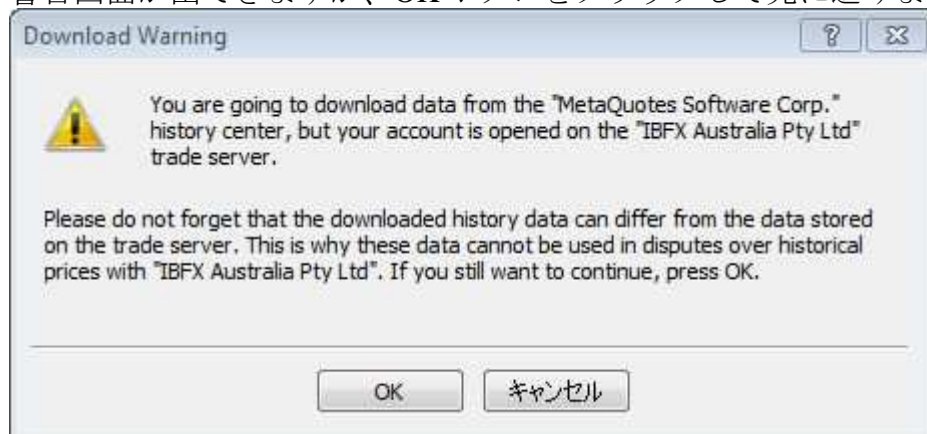 Download Warning
You are going to download data from the "MetaQuotes Software Corp."
history center, but your account is opened on the "IBFX Australia Pty Ltd"
trade server.
Please do not forget that the downloaded history data can differ from the data stored
on the trade server. This is why these data cannot be used in disputes over historical
prices with "IBFX Australia Pty Ltd". If you still want to continue, press OK.
OK キャンセル